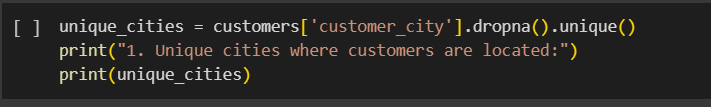 [ ] unique_cities = customers['customer_city'].dropna().unique()
print("1. Unique cities where customers are located:")
print(unique_cities)